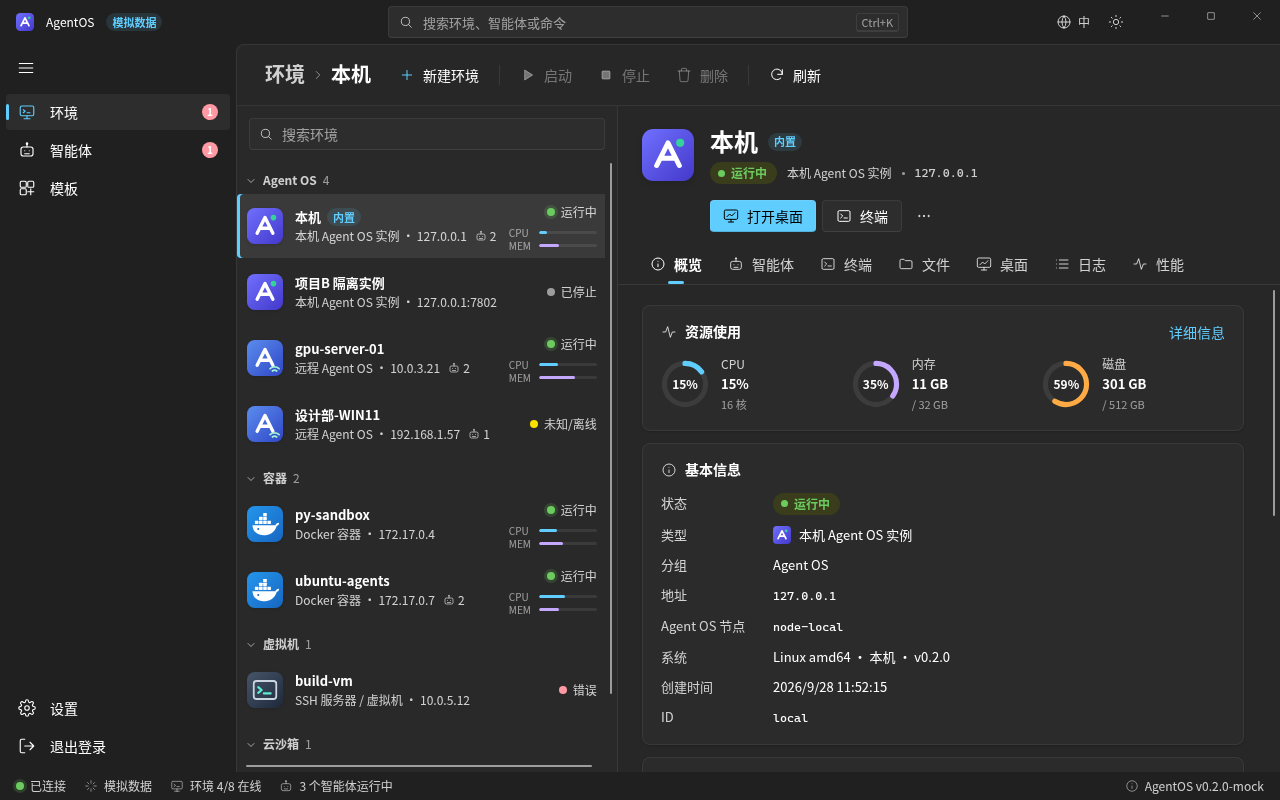 AgentOS 模拟数据 搜索环境、智能体或命令 Ctrl+K 中
环境 1
智能体 1
模板
设置
退出登录
环境 › 本机 新建环境 启动 停止 删除 刷新
搜索环境
Agent OS 4
本机 内置 运行中
本机 Agent OS 实例 • 127.0.0.1 2
CPU
MEM
项目B 隔离实例
本机 Agent OS 实例 • 127.0.0.1:7802
已停止
gpu-server-01 运行中
远程 Agent OS • 10.0.3.21 2
CPU
MEM
设计部-WIN11
远程 Agent OS • 192.168.1.57 1
未知/离线
容器 2
py-sandbox 运行中
Docker 容器 • 172.17.0.4
CPU
MEM
ubuntu-agents 运行中
Docker 容器 • 172.17.0.7 2
CPU
MEM
虚拟机 1
build-vm
SSH 服务器 / 虚拟机 • 10.0.5.12
错误
云沙箱 1
本机 内置
运行中 本机 Agent OS 实例 • 127.0.0.1
打开桌面 终端 ···
概览 智能体 终端 文件 桌面 日志 性能
资源使用 详细信息
15% CPU
15%
16 核
35% 内存
11 GB
/ 32 GB
59% 磁盘
301 GB
/ 512 GB
基本信息
状态 运行中
类型 本机 Agent OS 实例
分组 Agent OS
地址 127.0.0.1
Agent OS 节点 node-local
系统 Linux amd64 • 本机 • v0.2.0
创建时间 2026/9/28 11:52:15
ID local
已连接 模拟数据 环境 4/8 在线 3 个智能体运行中 AgentOS v0.2.0-mock